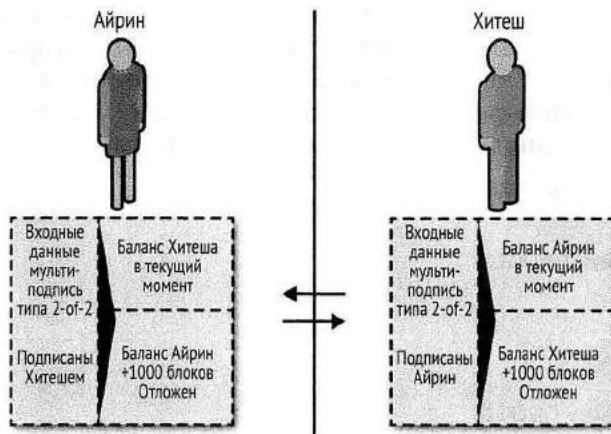 Айрин
Хитеш
Входные
данные
мульти-
подпись
типа 2-of-2
Подписаны
Хитешем
Баланс Хитеша
в текущий
момент
Баланс Айрин
+1000 блоков
Отложен
Входные
данные
мульти-
подпись
типа 2-of-2
Подписаны
Айрин
Баланс Айрин
в текущий
момент
Баланс Хитеша
+1000 блоков
Отложен